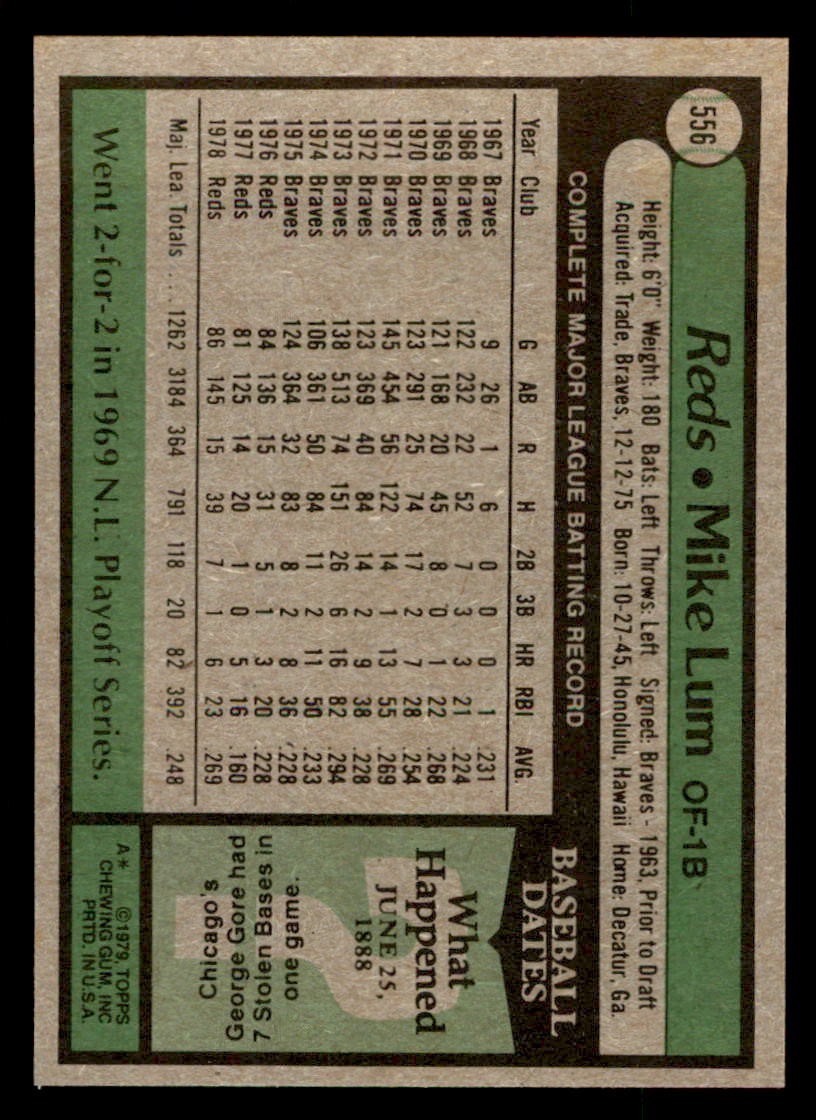 556
Reds • Mike Lum OF-1B
Height: 6'0" Weight: 180 Bats: Left Throws: Left Signed: Braves - 1963, Prior to Draft
Acquired: Trade, Braves, 12-12-75 Born: 10-27-45, Honolulu, Hawaii Home: Decatur, Ga.
COMPLETE MAJOR LEAGUE BATTING RECORD
Year Club G AB R H 2B 3B HR RBI AVG.
1967 Braves 9 26 1 6 0 0 0 1 .231
1968 Braves 122 232 22 52 7 3 3 21 .224
1969 Braves 121 168 20 45 8 0 1 22 .268
1970 Braves 123 291 25 74 17 2 7 28 .254
1971 Braves 145 454 56 122 14 1 13 55 .269
1972 Braves 123 369 40 84 14 2 9 38 .228
1973 Braves 138 513 74 151 26 6 16 82 .294
1974 Braves 106 361 50 84 11 2 11 50 .233
1975 Braves 124 364 32 83 8 2 8 36 .228
1976 Reds 84 136 15 31 5 1 3 20 .228
1977 Reds 81 125 14 20 1 0 5 16 .160
1978 Reds 86 145 15 39 7 1 6 23 .269
Maj. Lea. Totals .... 1262 3184 364 791 118 20 82 392 .248
Went 2-for-2 in 1969 N.L. Playoff Series.
BASEBALL
DATES
What
Happened
JUNE 25,
1888
Chicago's
George Gore had
7 Stolen Bases in
one game.
A* ©1979, TOPPS
CHEWING GUM, INC
PRTD. IN U.S.A.